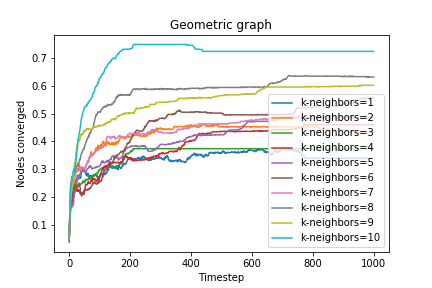 Geometric graph
Nodes converged
0.7
0.6
0.5
0.4
0.3
0.2
0.1
k-neighbors=1
k-neighbors=2
k-neighbors=3
k-neighbors=4
k-neighbors=5
k-neighbors=6
k-neighbors=7
k-neighbors=8
k-neighbors=9
k-neighbors=10
0 200 400 600 800 1000
Timestep